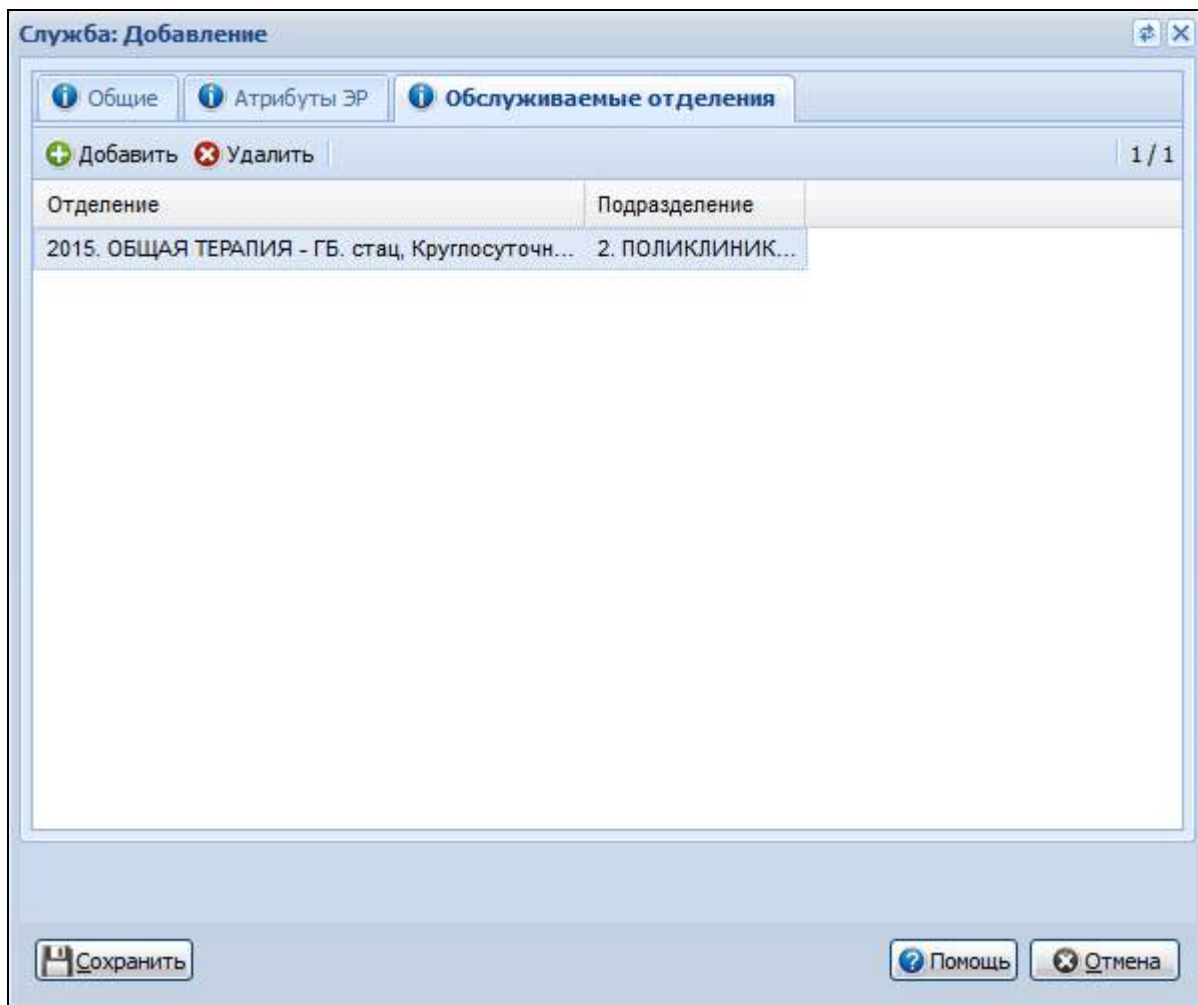 Служба: Добавление
Общие Атрибуты ЭР Обслуживаемые отделения
Добавить Удалить 1 / 1
Отделение Подразделение
2015. ОБЩАЯ ТЕРАПИЯ - ГБ. стац, Круглосуточн... 2. ПОЛИКЛИНИК...
Сохранить Помощь Отмена